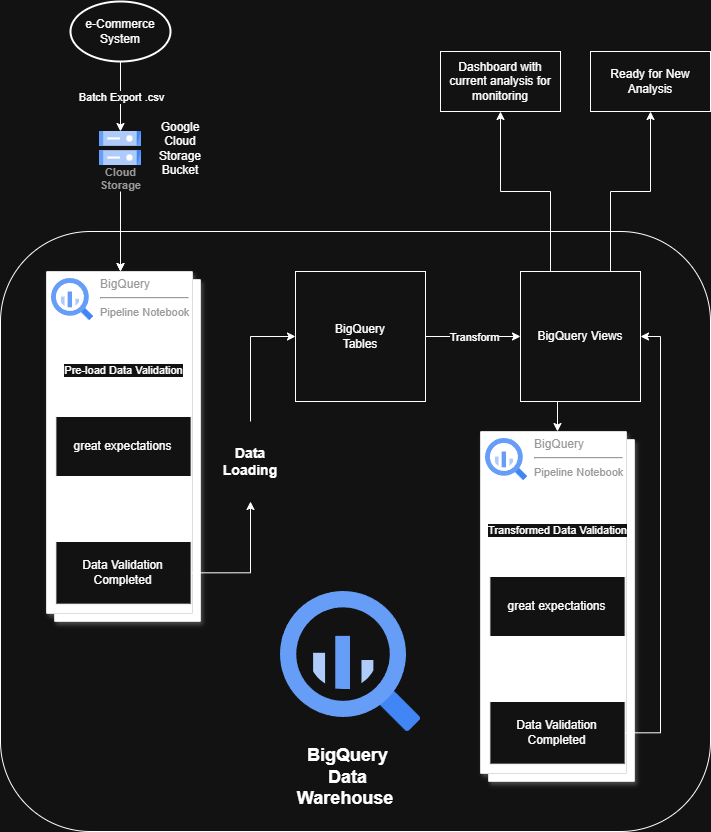 e-Commerce
System
Batch Export .csv
Google
Cloud
Storage
Bucket
Cloud
Storage
Dashboard with
current analysis for
monitoring
Ready for New
Analysis
BigQuery
Pipeline Notebook
Pre-load Data Validation
great expectations
Data Validation
Completed
Data
Loading
BigQuery
Tables
Transform
BigQuery Views
BigQuery
Pipeline Notebook
Transformed Data Validation
great expectations
Data Validation
Completed
BigQuery
Data
Warehouse